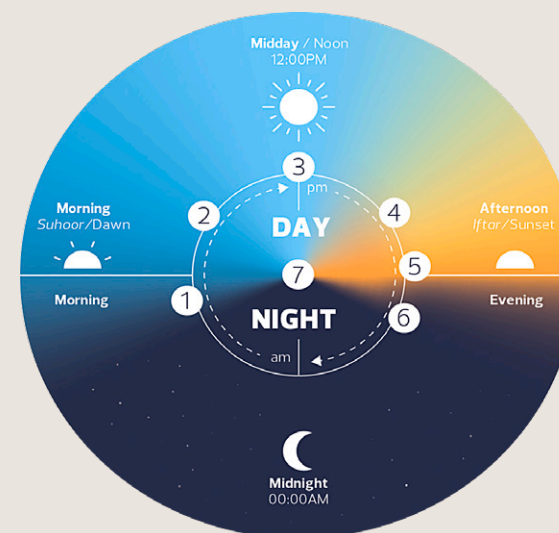 Midday / Noon
12:00PM
3
pm
2
4
Morning
Suhoor/Dawn
DAY
Afternoon
Iftar/Sunset
7
5
Morning
1
NIGHT
6
Evening
am
Midnight
00:00AM